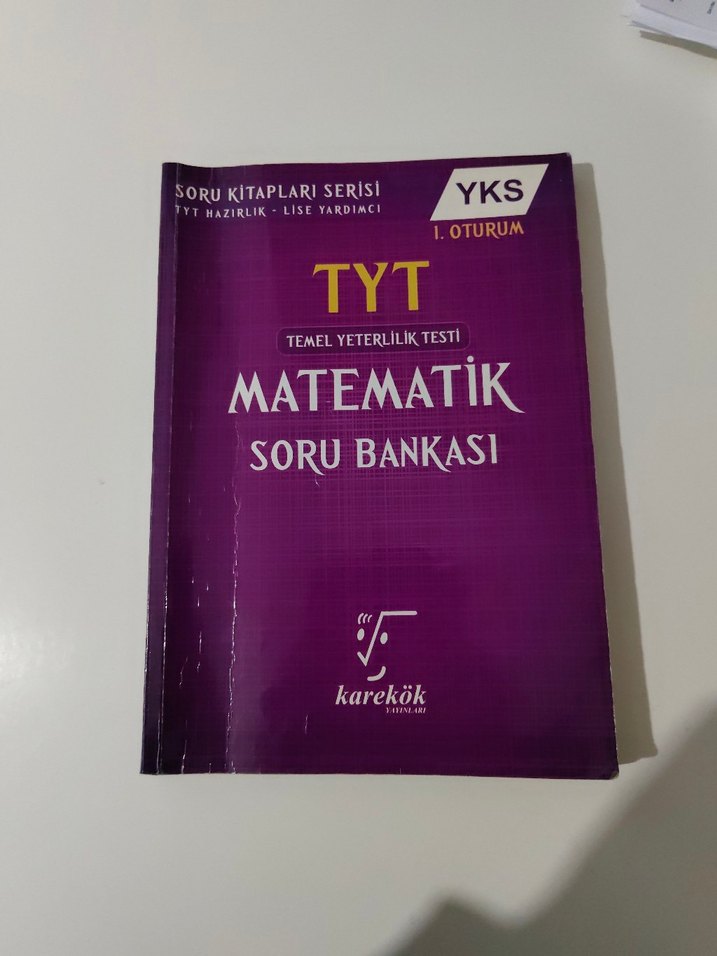 SORU KİTAPLARI SERİSİ
TYT HAZIRLIK - LİSE YARDIMCI
YKS
1. OTURUM
TYT
TEMEL YETERLİLİK TESTİ
MATEMATİK
SORU BANKASI
karekök
YAYINLARI